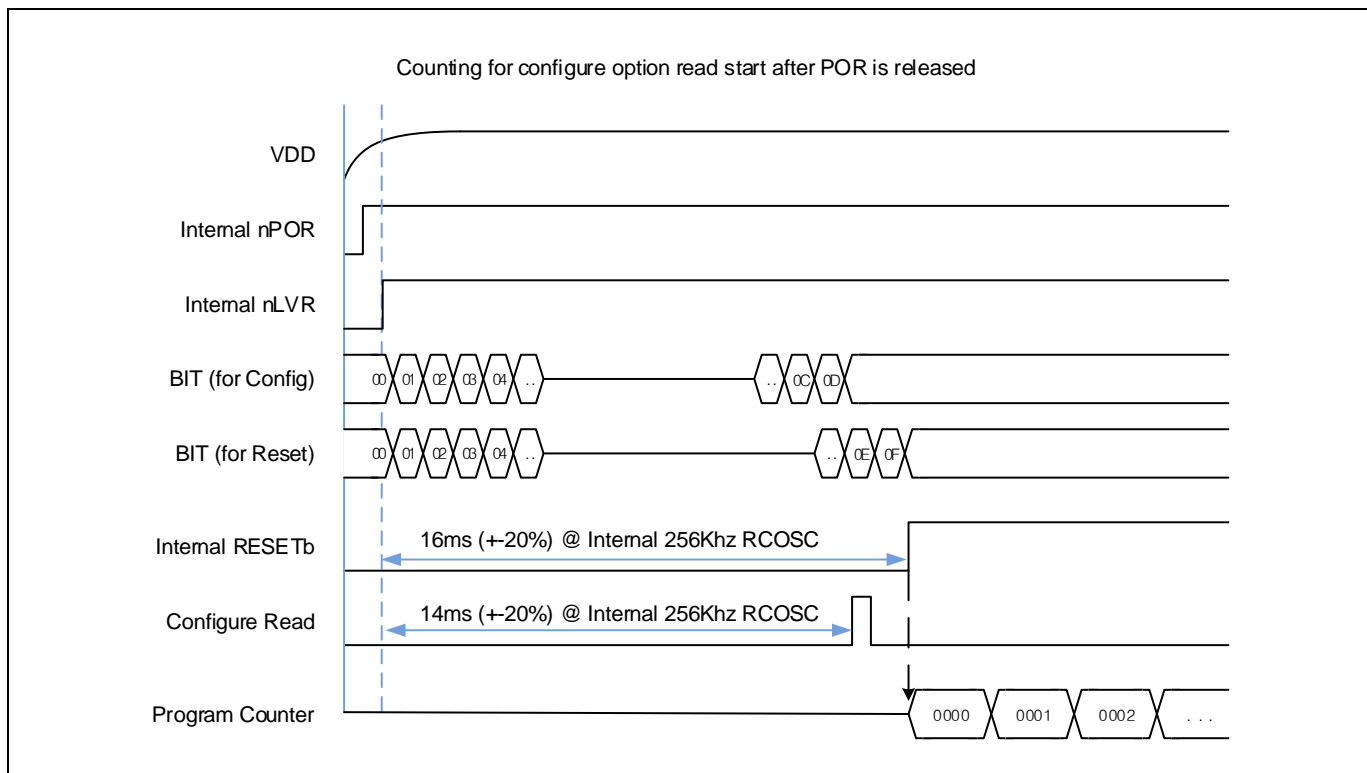 Counting for configure option read start after POR is released
VDD
Internal nPOR
Internal nLVR
BIT (for Config) 00 01 02 03 04 .. .. 0C 0D
BIT (for Reset) 00 01 02 03 04 .. .. 0E 0F
Internal RESETb 16ms (+-20%) @ Internal 256Khz RCOSC
Configure Read 14ms (+-20%) @ Internal 256Khz RCOSC
Program Counter 0000 0001 0002 ...